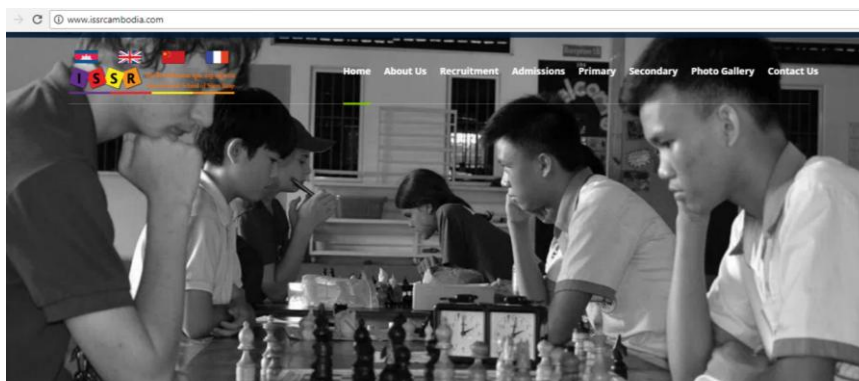 www.issrcambodia.com
ISSR
Home About Us Recruitment Admissions Primary Secondary Photo Gallery Contact Us